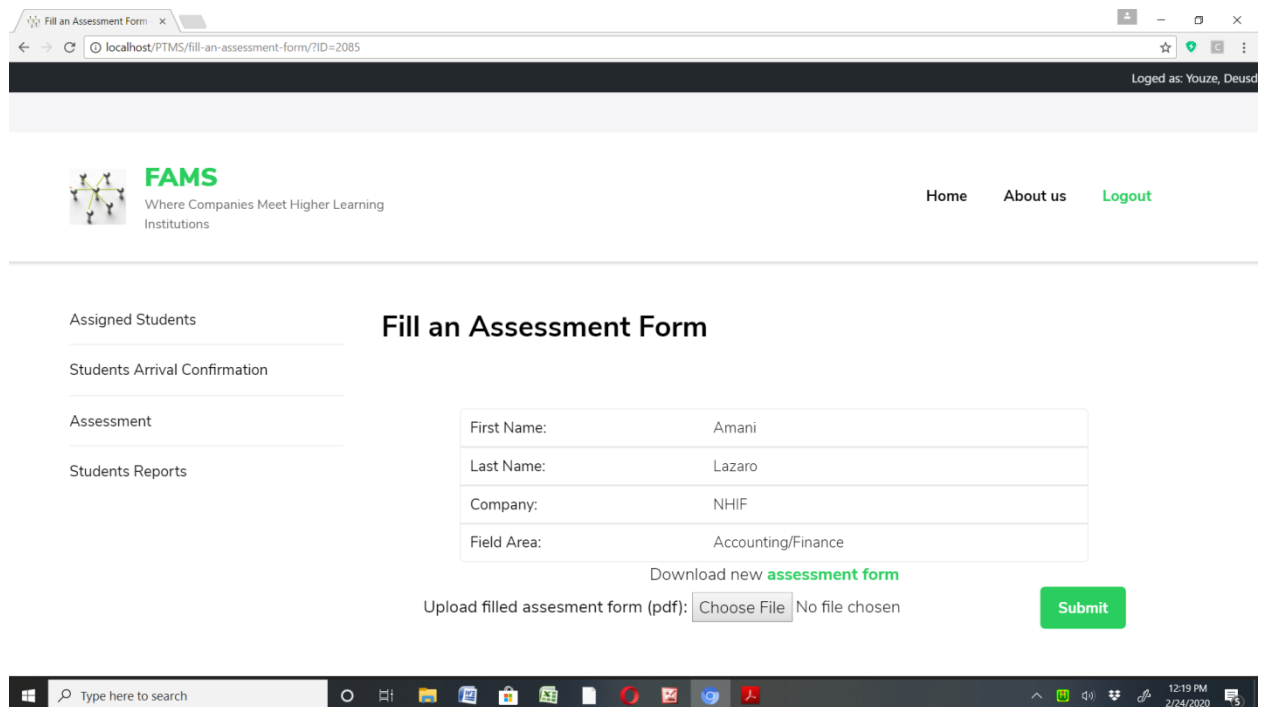 Fill an Assessment Form
localhost/PTMS/fill-an-assessment-form/?ID=2085
Loged as: Youze, Deusd
FAMS
Where Companies Meet Higher Learning
Institutions
Home About us Logout
Assigned Students
Students Arrival Confirmation
Assessment
Students Reports
Fill an Assessment Form
First Name: Amani
Last Name: Lazaro
Company: NHIF
Field Area: Accounting/Finance
Download new assessment form
Upload filled assesment form (pdf): Choose File No file chosen
Submit
Type here to search
12:19 PM
2/24/2020